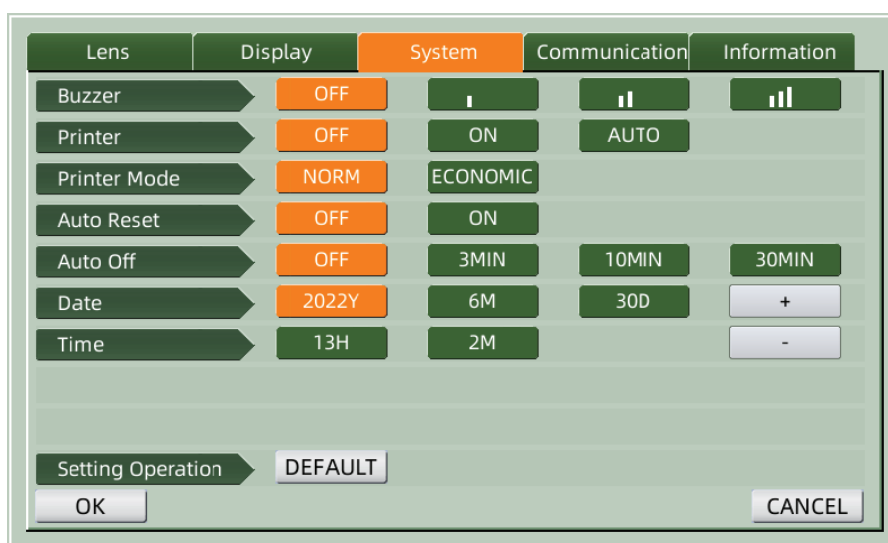 Lens Display System Communication Information
Buzzer OFF
Printer OFF ON AUTO
Printer Mode NORM ECONOMIC
Auto Reset OFF ON
Auto Off OFF 3MIN 10MIN 30MIN
Date 2022Y 6M 30D +
Time 13H 2M -
Setting Operation DEFAULT
OK CANCEL